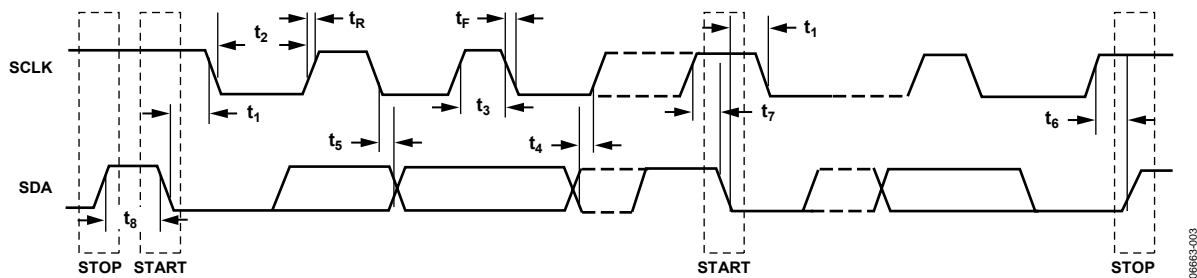 t2 tR tF t1
SCLK
t1 t3 t7 t6
t5 t4
SDA
t8
STOP START START STOP
06663-003